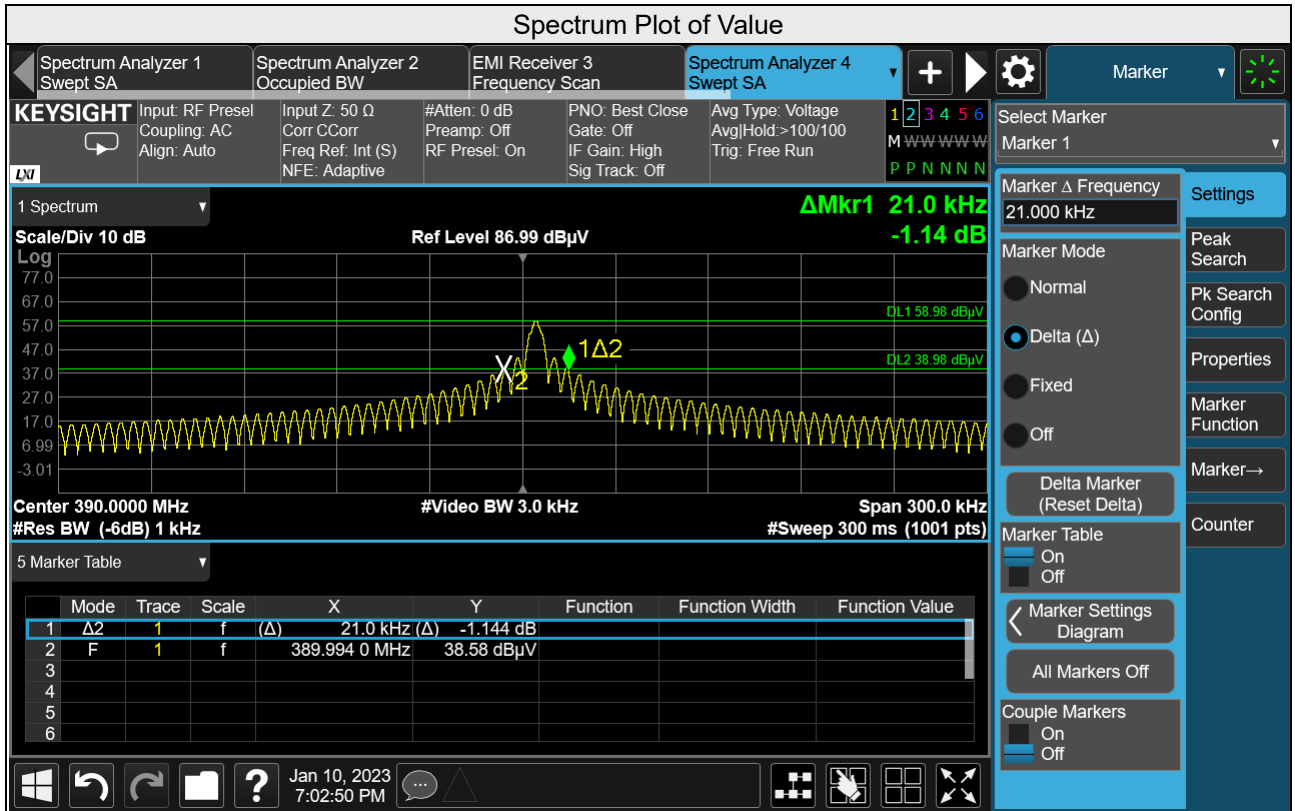 Spectrum Plot of Value
Spectrum Analyzer 1
Swept SA
Spectrum Analyzer 2
Occupied BW
EMI Receiver 3
Frequency Scan
Spectrum Analyzer 4
Swept SA
+
Marker
KEYSIGHT
LXI
Input: RF Presel
Coupling: AC
Align: Auto
Input Z: 50 Ω
Corr CCorr
Freq Ref: Int (S)
NFE: Adaptive
#Atten: 0 dB
Preamp: Off
RF Presel: On
PNO: Best Close
Gate: Off
IF Gain: High
Sig Track: Off
Avg Type: Voltage
Avg|Hold:>100/100
Trig: Free Run
1 2 3 4 5 6
M W W W W W
P P N N N N
Select Marker
Marker 1
1 Spectrum
ΔMkr1 21.0 kHz
-1.14 dB
Scale/Div 10 dB
Ref Level 86.99 dBµV
Log
77.0
67.0
57.0
47.0
37.0
27.0
17.0
6.99
-3.01
DL1 58.98 dBµV
DL2 38.98 dBµV
1Δ2
X2
Center 390.0000 MHz
#Video BW 3.0 kHz
Span 300.0 kHz
#Res BW (-6dB) 1 kHz
#Sweep 300 ms (1001 pts)
5 Marker Table
Mode Trace Scale X Y Function Function Width Function Value
1 Δ2 1 f (Δ) 21.0 kHz (Δ) -1.144 dB
2 F 1 f 389.994 0 MHz 38.58 dBµV
3
4
5
6
Marker Δ Frequency
21.000 kHz
Marker Mode
Normal
Delta (Δ)
Fixed
Off
Delta Marker
(Reset Delta)
Marker Table
On
Off
Marker Settings
Diagram
All Markers Off
Couple Markers
On
Off
Settings
Peak
Search
Pk Search
Config
Properties
Marker
Function
Marker→
Counter
?
Jan 10, 2023
7:02:50 PM